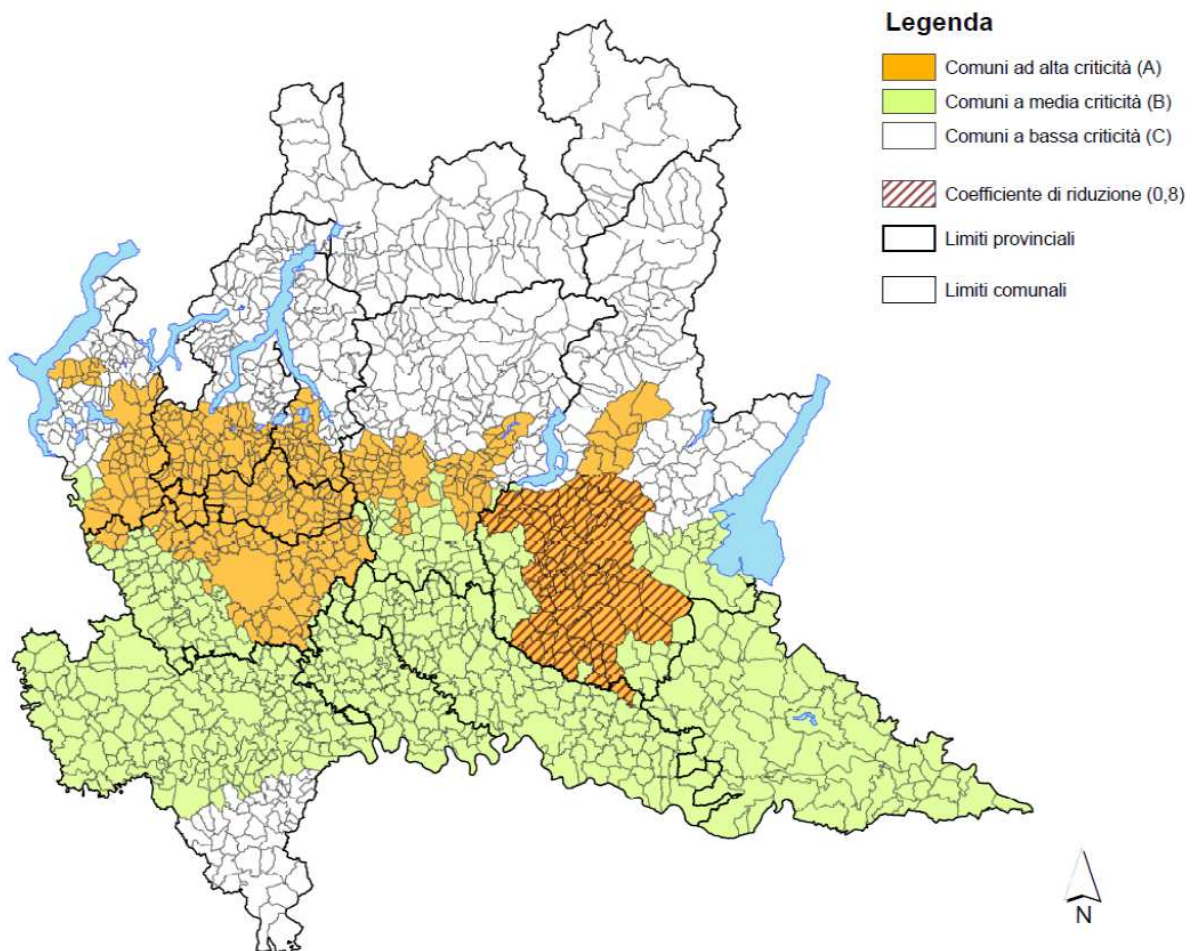 Legenda
Comuni ad alta criticità (A)
Comuni a media criticità (B)
Comuni a bassa criticità (C)
Coefficiente di riduzione (0,8)
Limiti provinciali
Limiti comunali
N